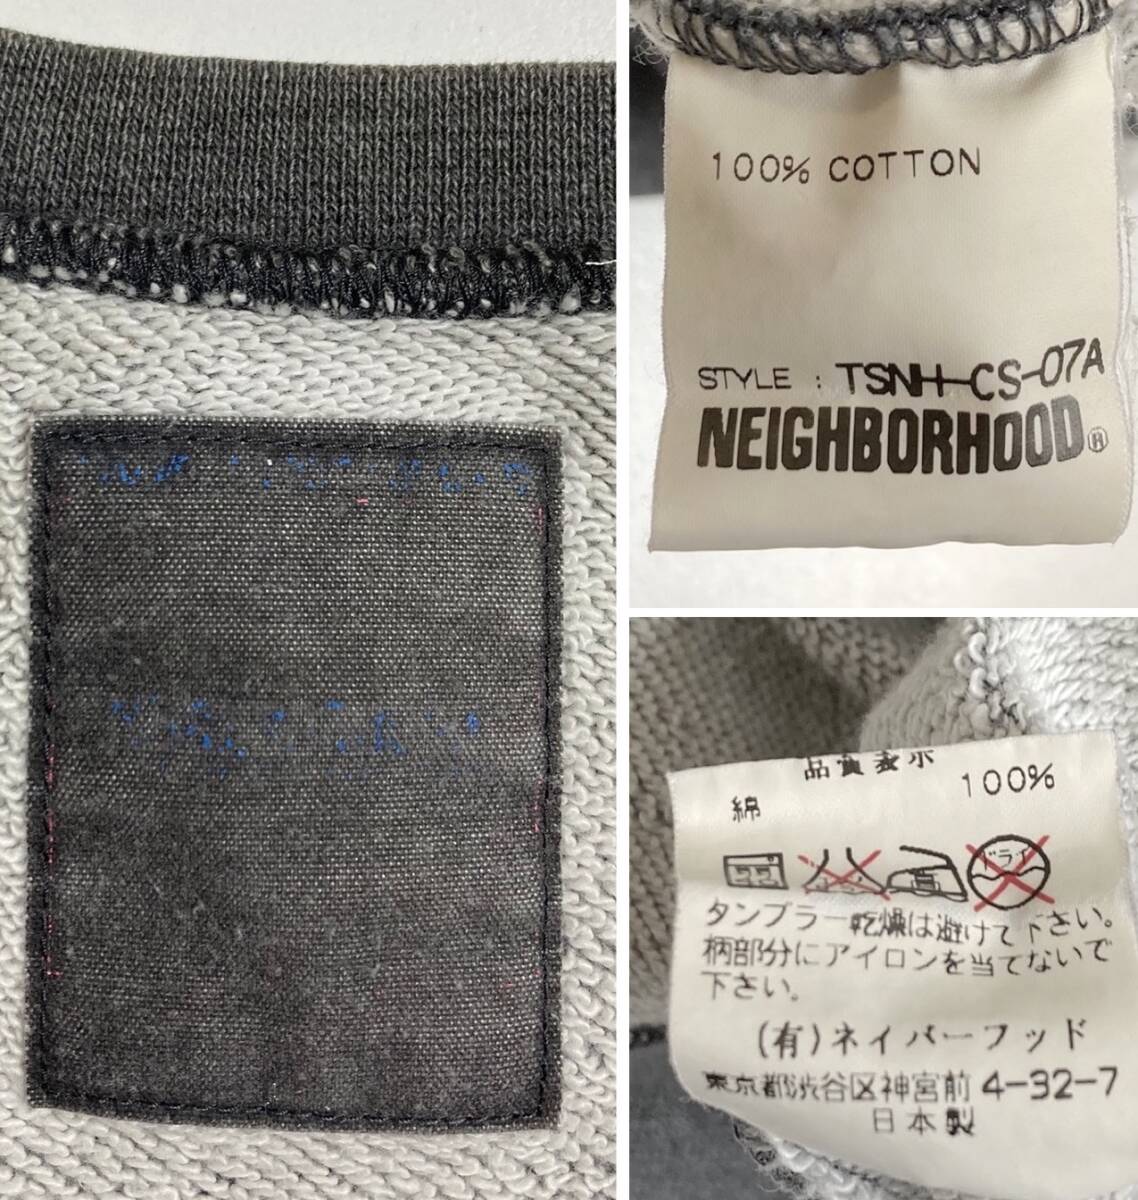 100% COTTON
STYLE : TSNH-CS-07A
NEIGHBORHOOD®
品質表示
綿 100%
高 ドライ
タンブラー乾燥は避けて下さい。
柄部分にアイロンを当てないで
下さい。
(有)ネイバーフッド
東京都渋谷区神宮前 4-32-7
日本製